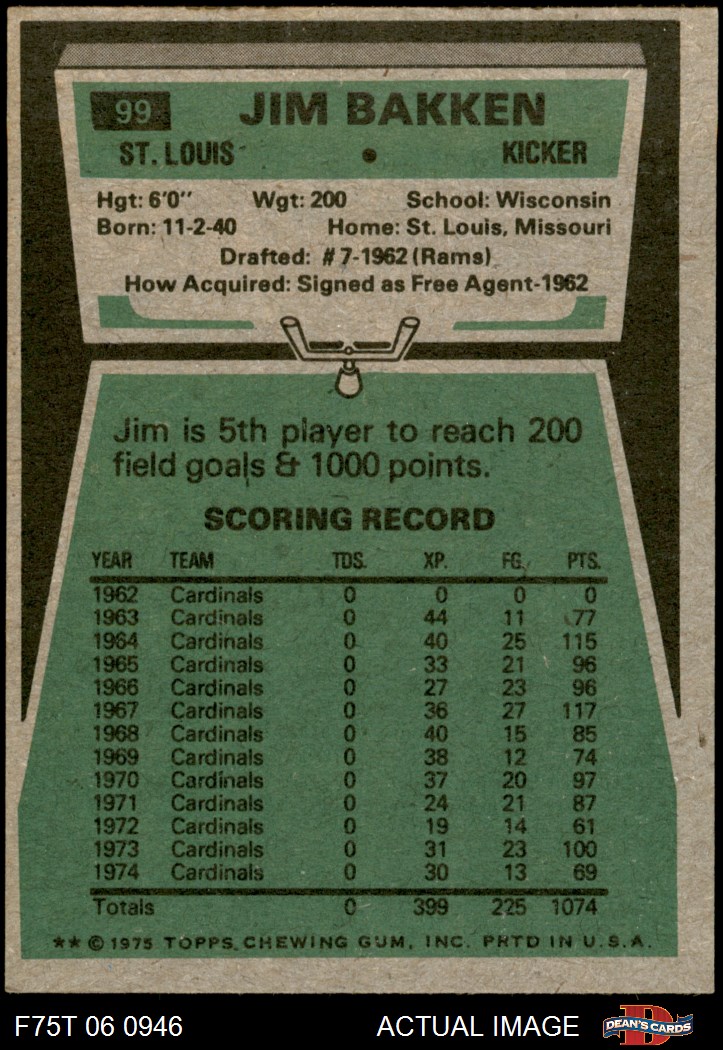 99 JIM BAKKEN
ST. LOUIS • KICKER
Hgt: 6'0" Wgt: 200 School: Wisconsin
Born: 11-2-40 Home: St. Louis, Missouri
Drafted: #7-1962 (Rams)
How Acquired: Signed as Free Agent-1962
Jim is 5th player to reach 200
field goals & 1000 points.
SCORING RECORD
YEAR TEAM TDS. XP. FG. PTS.
1962 Cardinals 0 0 0 0
1963 Cardinals 0 44 11 77
1964 Cardinals 0 40 25 115
1965 Cardinals 0 33 21 96
1966 Cardinals 0 27 23 96
1967 Cardinals 0 36 27 117
1968 Cardinals 0 40 15 85
1969 Cardinals 0 38 12 74
1970 Cardinals 0 37 20 97
1971 Cardinals 0 24 21 87
1972 Cardinals 0 19 14 61
1973 Cardinals 0 31 23 100
1974 Cardinals 0 30 13 69
Totals 0 399 225 1074
** © 1975 TOPPS CHEWING GUM, INC. PRTD IN U.S.A.
F75T 06 0946 ACTUAL IMAGE D DEAN'S CARDS